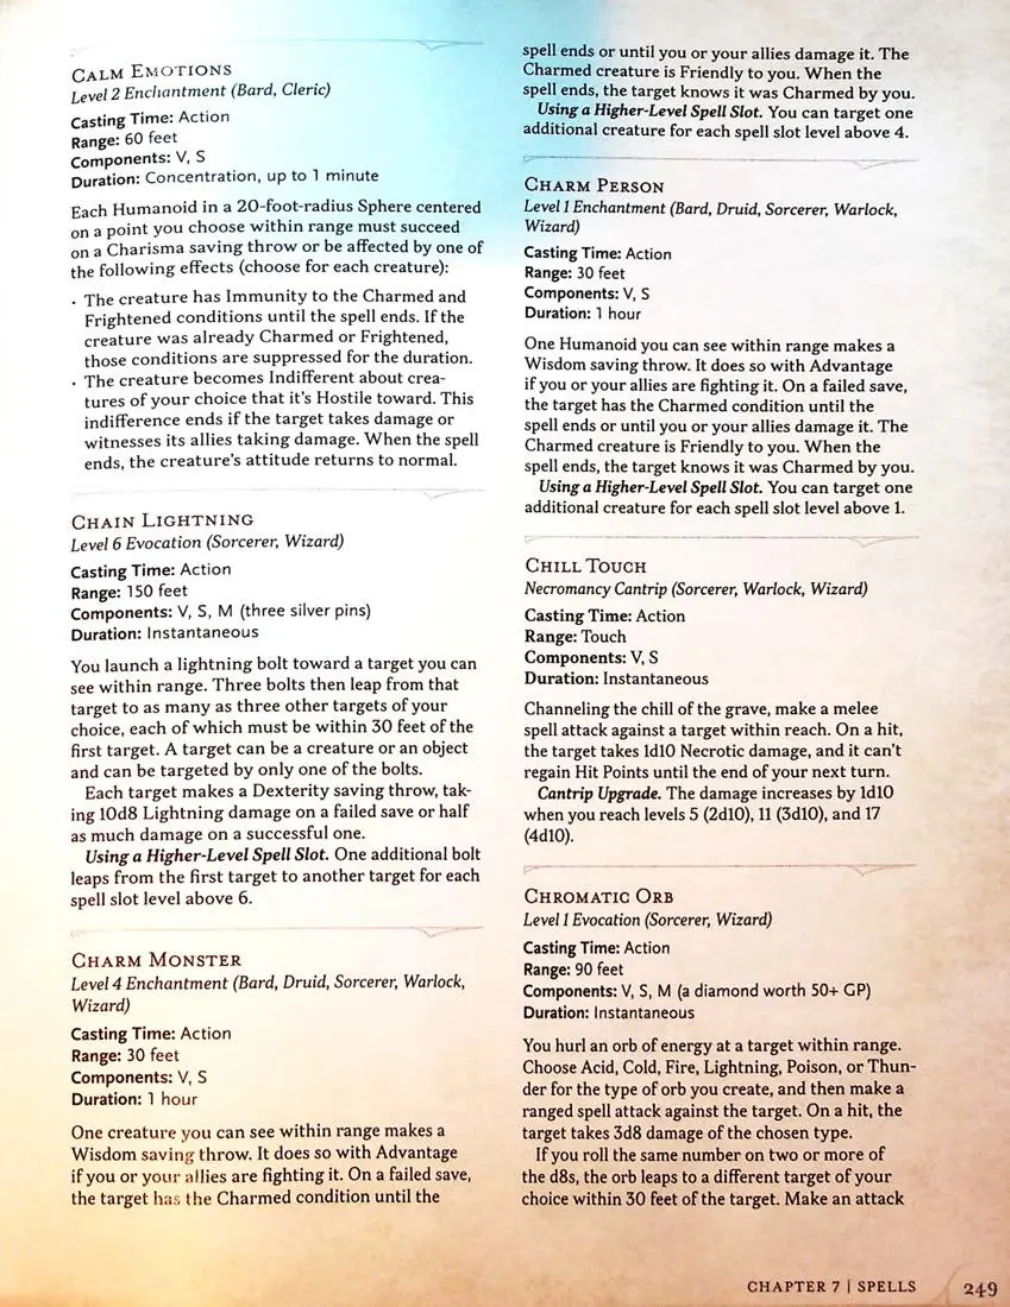 CALM EMOTIONS
Level 2 Enchantment (Bard, Cleric)
Casting Time: Action
Range: 60 feet
Components: V, S
Duration: Concentration, up to 1 minute
Each Humanoid in a 20-foot-radius Sphere centered
on a point you choose within range must succeed
on a Charisma saving throw or be affected by one of
the following effects (choose for each creature):
· The creature has Immunity to the Charmed and
Frightened conditions until the spell ends. If the
creature was already Charmed or Frightened,
those conditions are suppressed for the duration.
· The creature becomes Indifferent about crea-
tures of your choice that it's Hostile toward. This
indifference ends if the target takes damage or
witnesses its allies taking damage. When the spell
ends, the creature's attitude returns to normal.
CHAIN LIGHTNING
Level 6 Evocation (Sorcerer, Wizard)
Casting Time: Action
Range: 150 feet
Components: V, S, M (three silver pins)
Duration: Instantaneous
You launch a lightning bolt toward a target you can
see within range. Three bolts then leap from that
target to as many as three other targets of your
choice, each of which must be within 30 feet of the
first target. A target can be a creature or an object
and can be targeted by only one of the bolts.
Each target makes a Dexterity saving throw, tak-
ing 10d8 Lightning damage on a failed save or half
as much damage on a successful one.
Using a Higher-Level Spell Slot. One additional bolt
leaps from the first target to another target for each
spell slot level above 6.
CHARM MONSTER
Level 4 Enchantment (Bard, Druid, Sorcerer, Warlock,
Wizard)
Casting Time: Action
Range: 30 feet
Components: V, S
Duration: 1 hour
One creature you can see within range makes a
Wisdom saving throw. It does so with Advantage
if you or your allies are fighting it. On a failed save,
the target has the Charmed condition until the
spell ends or until you or your allies damage it. The
Charmed creature is Friendly to you. When the
spell ends, the target knows it was Charmed by you.
Using a Higher-Level Spell Slot. You can target one
additional creature for each spell slot level above 4.
CHARM PERSON
Level 1 Enchantment (Bard, Druid, Sorcerer, Warlock,
Wizard)
Casting Time: Action
Range: 30 feet
Components: V, S
Duration: 1 hour
One Humanoid you can see within range makes a
Wisdom saving throw. It does so with Advantage
if you or your allies are fighting it. On a failed save,
the target has the Charmed condition until the
spell ends or until you or your allies damage it. The
Charmed creature is Friendly to you. When the
spell ends, the target knows it was Charmed by you.
Using a Higher-Level Spell Slot. You can target one
additional creature for each spell slot level above 1.
CHILL TOUCH
Necromancy Cantrip (Sorcerer, Warlock, Wizard)
Casting Time: Action
Range: Touch
Components: V, S
Duration: Instantaneous
Channeling the chill of the grave, make a melee
spell attack against a target within reach. On a hit,
the target takes 1d10 Necrotic damage, and it can't
regain Hit Points until the end of your next turn.
Cantrip Upgrade. The damage increases by 1d10
when you reach levels 5 (2d10), 11 (3d10), and 17
(4d10).
CHROMATIC ORB
Level 1 Evocation (Sorcerer, Wizard)
Casting Time: Action
Range: 90 feet
Components: V, S, M (a diamond worth 50+ GP)
Duration: Instantaneous
You hurl an orb of energy at a target within range.
Choose Acid, Cold, Fire, Lightning, Poison, or Thun-
der for the type of orb you create, and then make a
ranged spell attack against the target. On a hit, the
target takes 3d8 damage of the chosen type.
If you roll the same number on two or more of
the d8s, the orb leaps to a different target of your
choice within 30 feet of the target. Make an attack
CHAPTER 7 | SPELLS 249